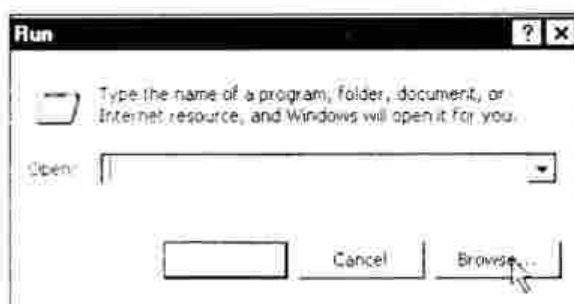 Run
Type the name of a program, folder, document, or
Internet resource, and Windows will open it for you.
Open:
Cancel Browse...